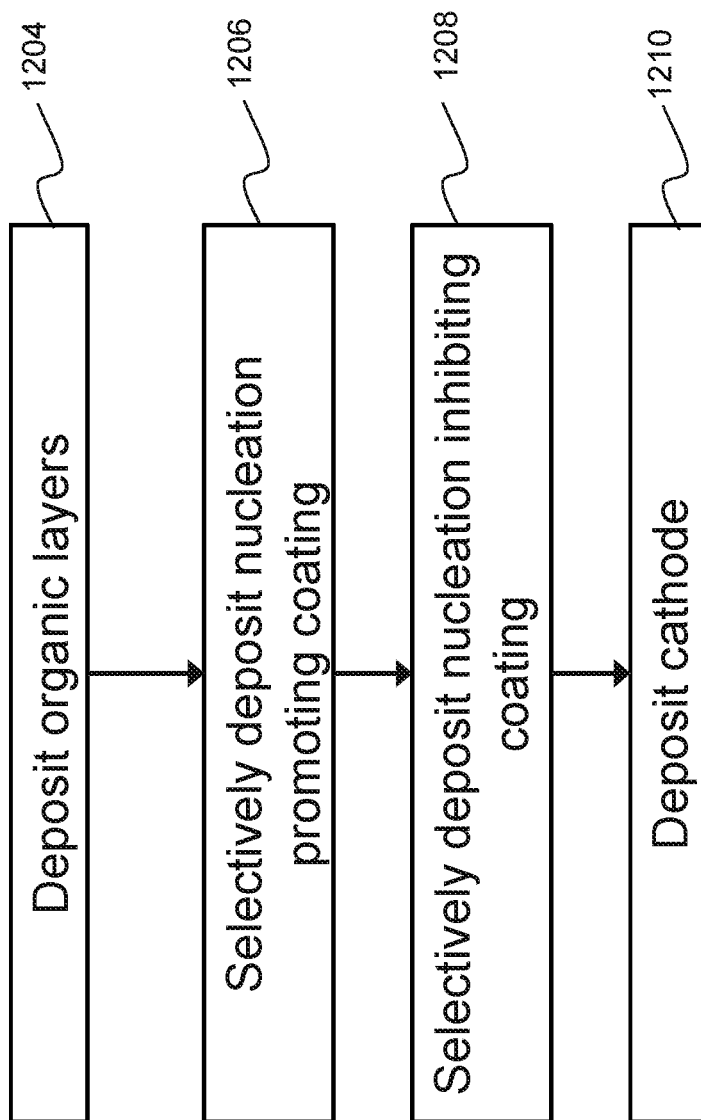 Deposit organic layers
1204
Selectively deposit nucleation
promoting coating
1206
Selectively deposit nucleation inhibiting
coating
1208
Deposit cathode
1210